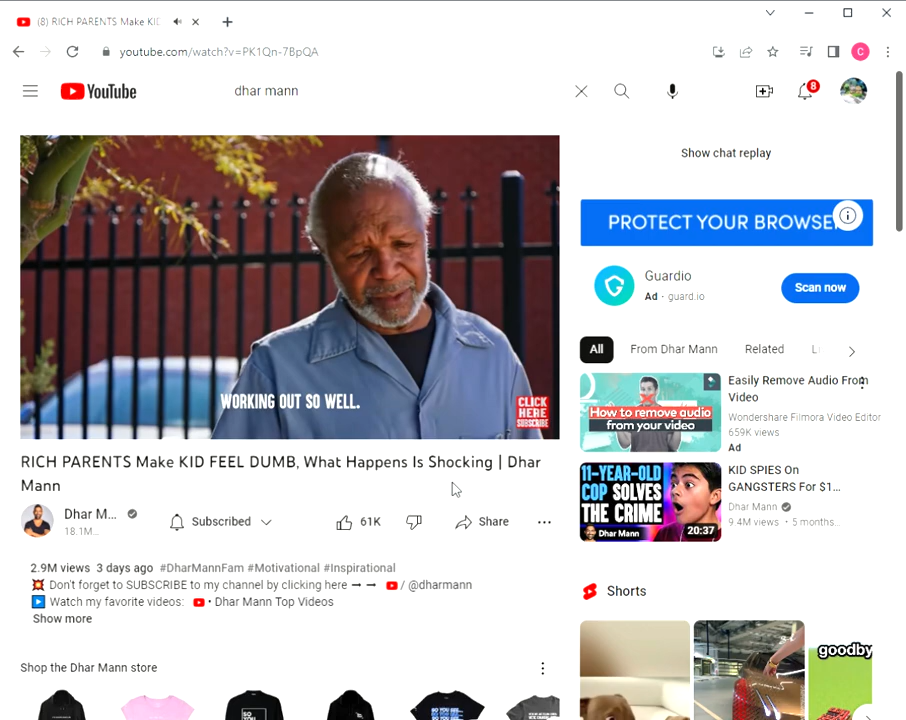 (8) RICH PARENTS Make KID
youtube.com/watch?v=PK1Qn-7BpQA
C
YouTube
dhar mann
8
WORKING OUT SO WELL.
CLICK
HERE
SUBSCRIBE
RICH PARENTS Make KID FEEL DUMB, What Happens Is Shocking | Dhar
Mann
Dhar M...
18.1M...
Subscribed
61K
Share
2.9M views 3 days ago #DharMannFam #Motivational #Inspirational
Don't forget to SUBSCRIBE to my channel by clicking here → → / @dharmann
Watch my favorite videos: • Dhar Mann Top Videos
Show more
Shop the Dhar Mann store
SO
YOU
SO YOU
Show chat replay
PROTECT YOUR BROWSE
Guardio
Ad · guard.io
Scan now
All
From Dhar Mann
Related
How to remove audio
from your video
Easily Remove Audio From
Video
Wondershare Filmora Video Editor
659K views
Ad
11-YEAR-OLD
COP SOLVES
THE CRIME
Dhar Mann
20:37
KID SPIES On
GANGSTERS For $1...
Dhar Mann
9.4M views • 5 months...
Shorts
goodby